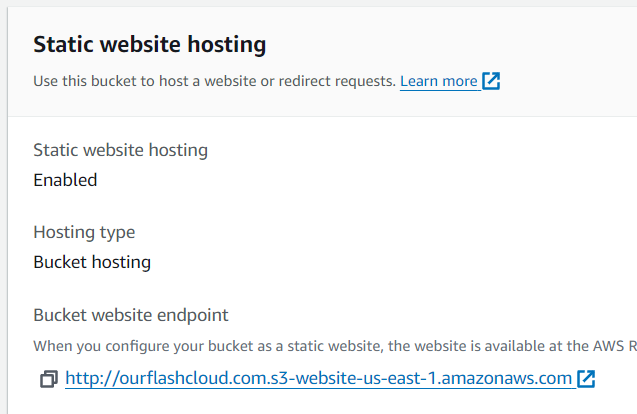 Static website hosting
Use this bucket to host a website or redirect requests. Learn more
Static website hosting
Enabled
Hosting type
Bucket hosting
Bucket website endpoint
When you configure your bucket as a static website, the website is available at the AWS R
http://ourflashcloud.com.s3-website-us-east-1.amazonaws.com